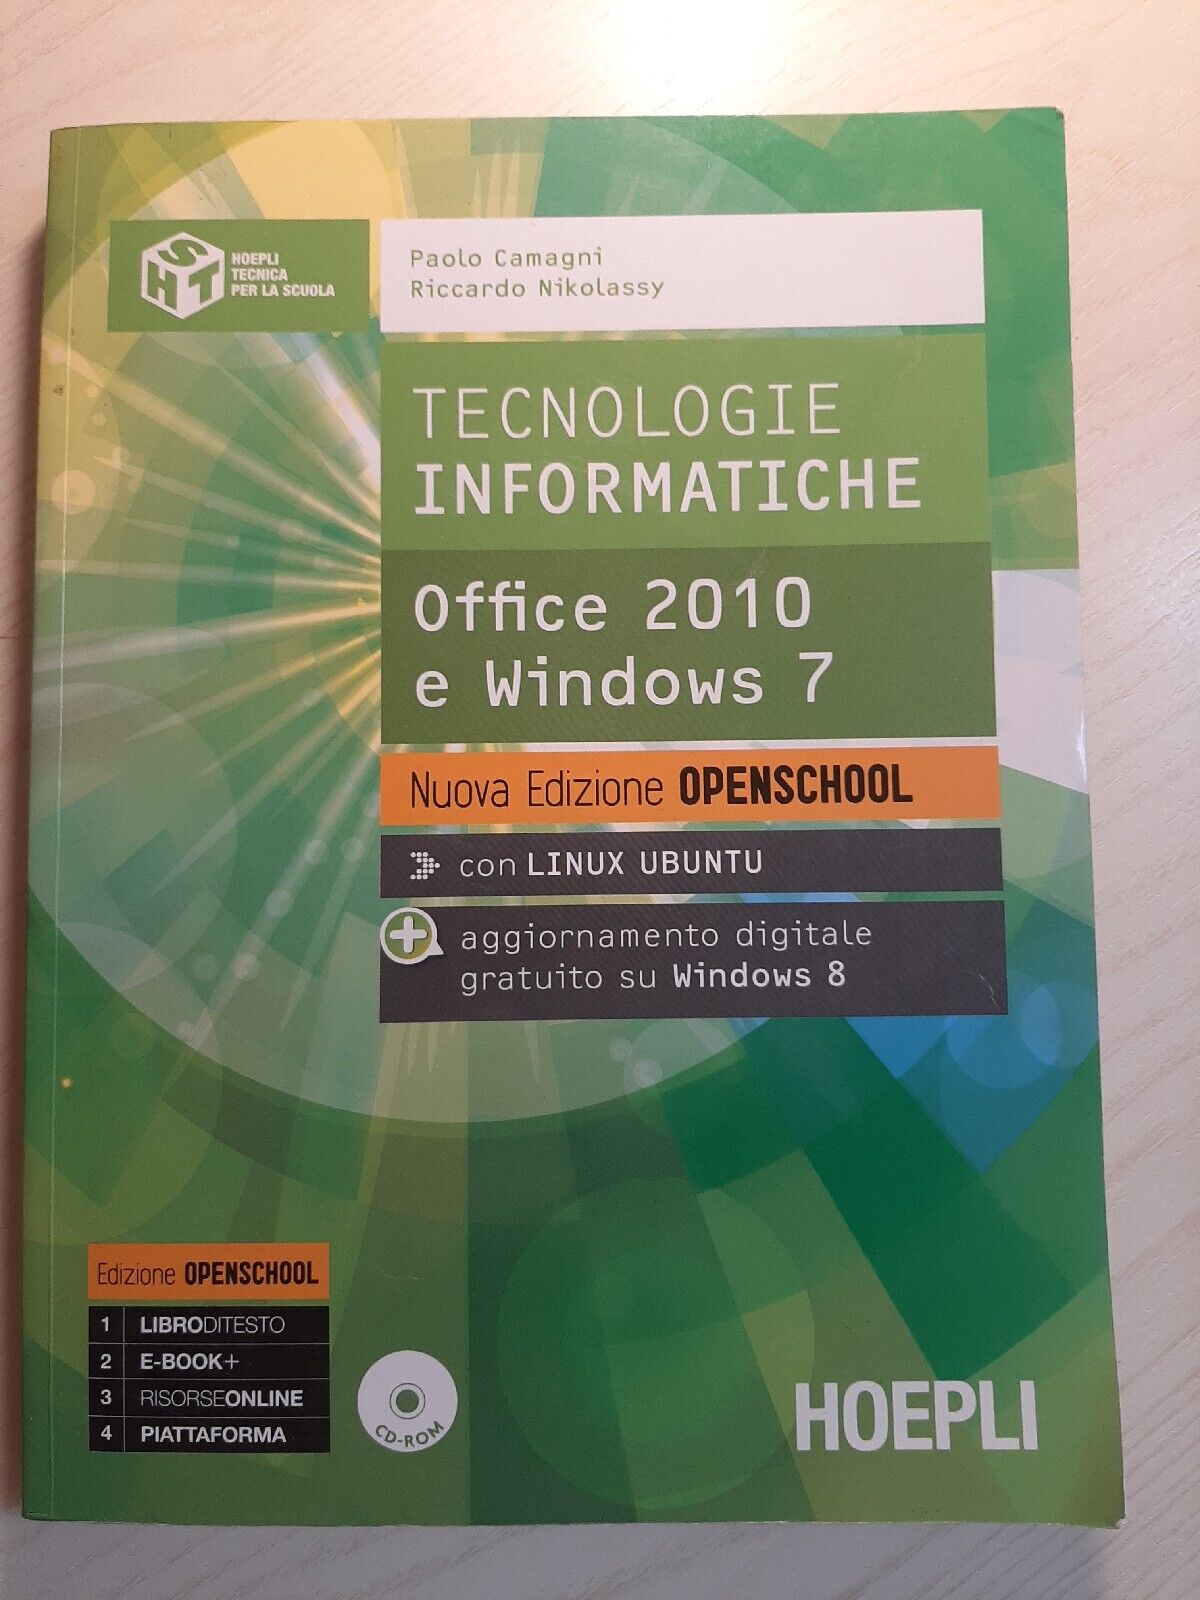 SHT
HOEPLI
TECNICA
PER LA SCUOLA
Paolo Camagni
Riccardo Nikolassy
TECNOLOGIE
INFORMATICHE
Office 2010
e Windows 7
Nuova Edizione OPENSCHOOL
con LINUX UBUNTU
+ aggiornamento digitale
gratuito su Windows 8
Edizione OPENSCHOOL
1 LIBRODITESTO
2 E-BOOK+
3 RISORSEONLINE
4 PIATTAFORMA
CD-ROM
HOEPLI